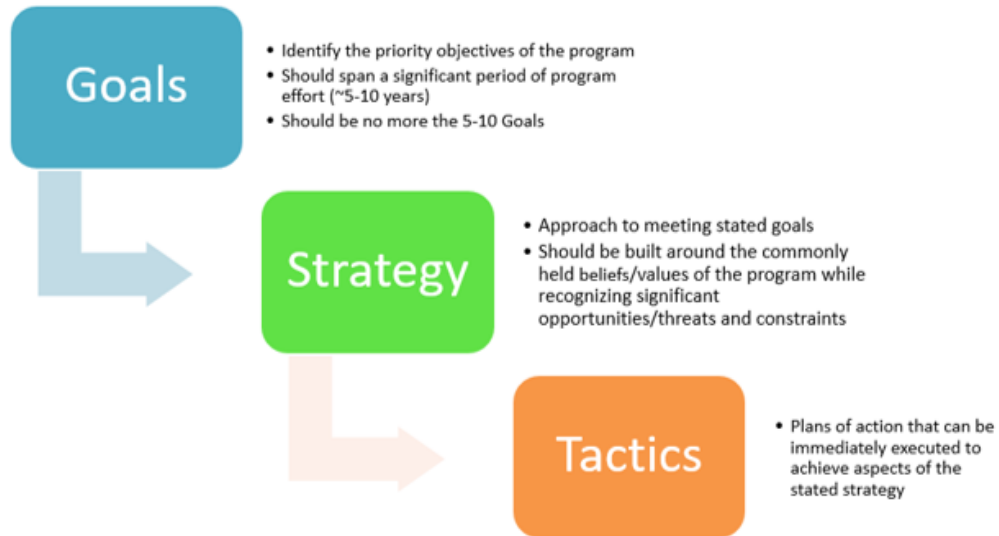 Goals
• Identify the priority objectives of the program
• Should span a significant period of program
effort (~5-10 years)
• Should be no more the 5-10 Goals
Strategy
• Approach to meeting stated goals
• Should be built around the commonly
held beliefs/values of the program while
recognizing significant
opportunities/threats and constraints
Tactics
• Plans of action that can be
immediately executed to
achieve aspects of the
stated strategy